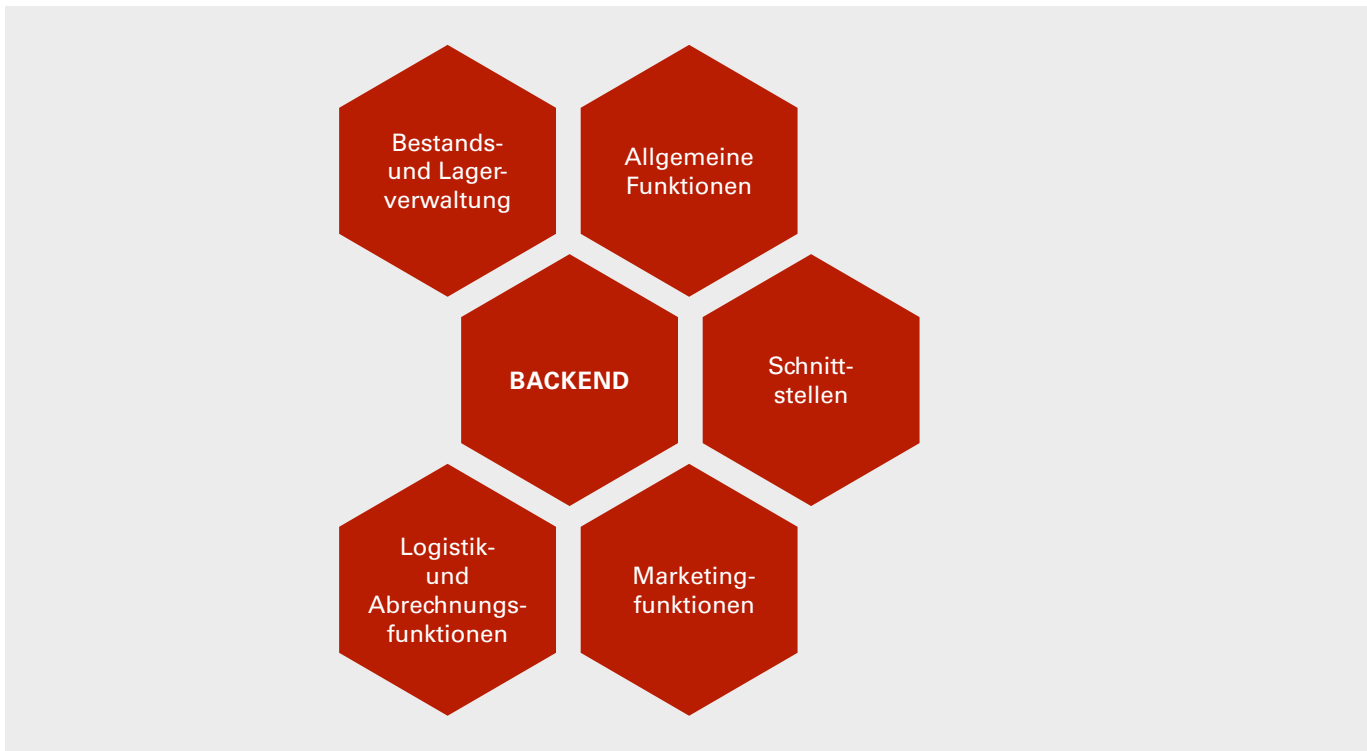 Bestands-
und Lager-
verwaltung
Allgemeine
Funktionen
BACKEND
Schnitt-
stellen
Logistik-
und
Abrechnungs-
funktionen
Marketing-
funktionen